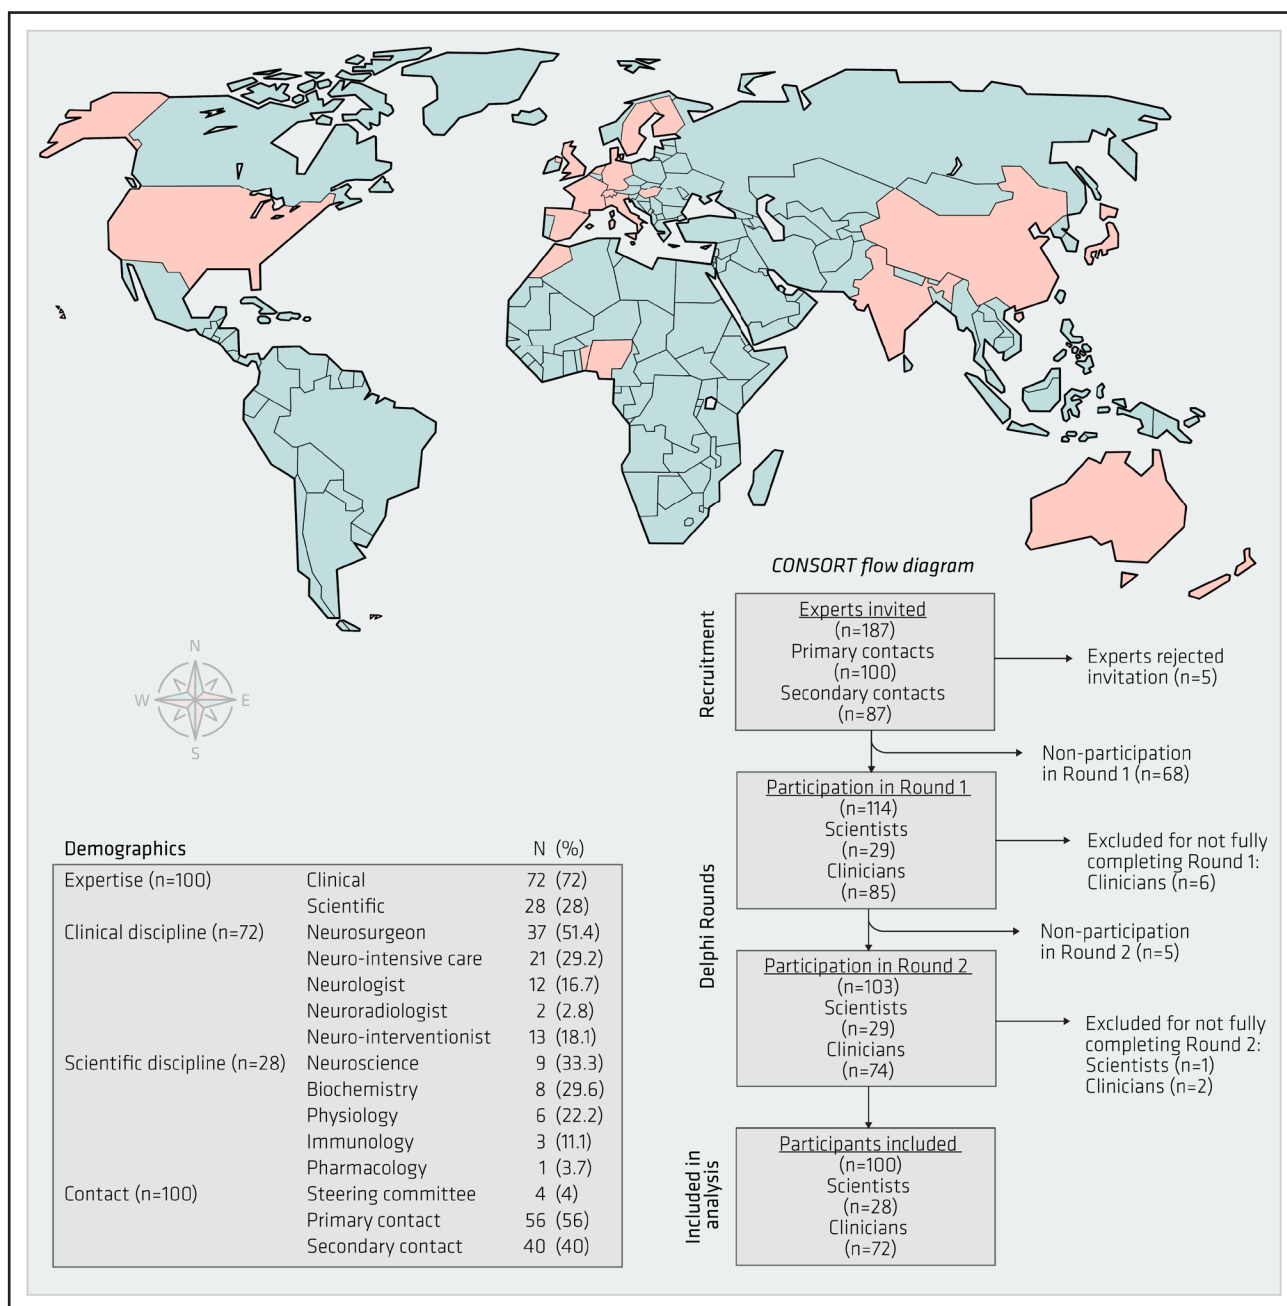 CONSORT flow diagram
Recruitment
Experts invited
(n=187)
Primary contacts
(n=100)
Secondary contacts
(n=87)
Experts rejected
invitation (n=5)
Non-participation
in Round 1 (n=68)
Delphi Rounds
Participation in Round 1
(n=114)
Scientists
(n=29)
Clinicians
(n=85)
Excluded for not fully
completing Round 1:
Clinicians (n=6)
Non-participation
in Round 2 (n=5)
Participation in Round 2
(n=103)
Scientists
(n=29)
Clinicians
(n=74)
Excluded for not fully
completing Round 2:
Scientists (n=1)
Clinicians (n=2)
Included in
analysis
Participants included
(n=100)
Scientists
(n=28)
Clinicians
(n=72)
N
W E
S
Demographics N (%)
Expertise (n=100) Clinical 72 (72)
Scientific 28 (28)
Clinical discipline (n=72) Neurosurgeon 37 (51.4)
Neuro-intensive care 21 (29.2)
Neurologist 12 (16.7)
Neuroradiologist 2 (2.8)
Neuro-interventionist 13 (18.1)
Scientific discipline (n=28) Neuroscience 9 (33.3)
Biochemistry 8 (29.6)
Physiology 6 (22.2)
Immunology 3 (11.1)
Pharmacology 1 (3.7)
Contact (n=100) Steering committee 4 (4)
Primary contact 56 (56)
Secondary contact 40 (40)